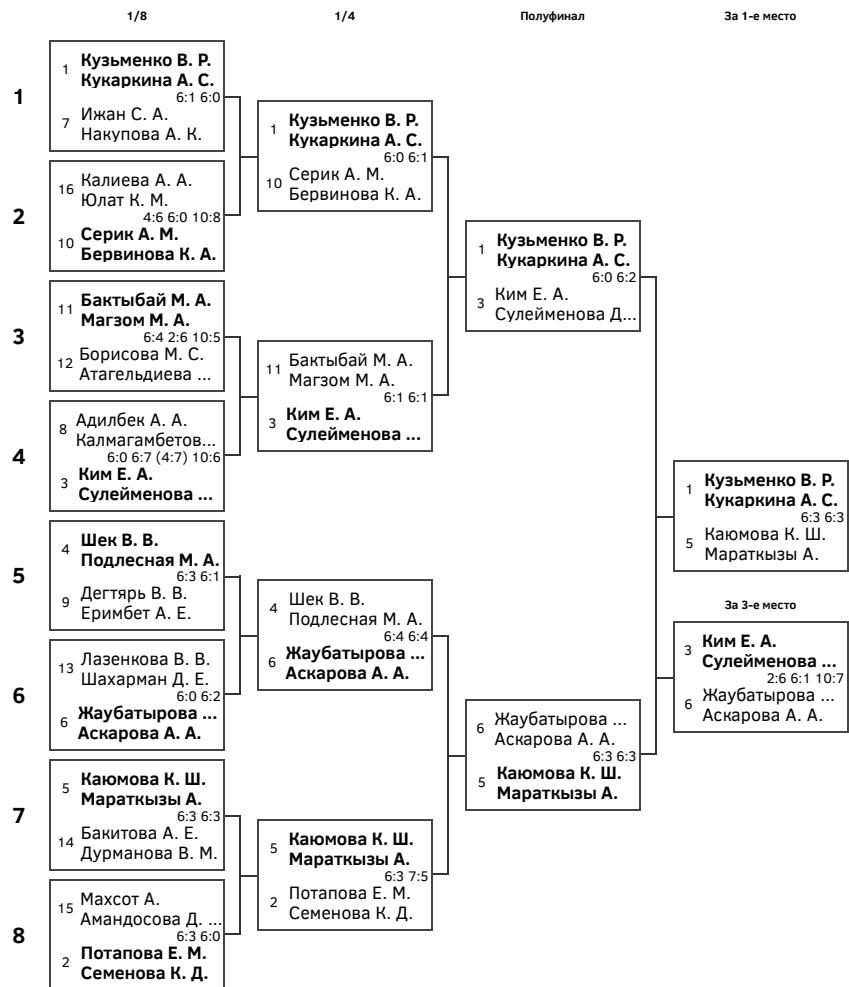 1/8
1/4
Полуфинал
За 1-е место
1
1
Кузьменко В. Р.
Кукаркина А. С.
6:1 6:0
7
Ижан С. А.
Накупова А. К.
2
16
Калиева А. А.
Юлат К. М.
4:6 6:0 10:8
10
Серик А. М.
Бервинова К. А.
3
11
Бактыбай М. А.
Магзом М. А.
6:4 2:6 10:5
12
Борисова М. С.
Атагельдиева ...
4
8
Адилбек А. А.
Калмагамбетов...
6:0 6:7 (4:7) 10:6
3
Ким Е. А.
Сулейменова ...
5
4
Шек В. В.
Подлесная М. А.
6:3 6:1
9
Дегтярь В. В.
Еримбет А. Е.
6
13
Лазенкова В. В.
Шахарман Д. Е.
6:0 6:2
6
Жаубатырова ...
Аскарова А. А.
7
5
Каюмова К. Ш.
Мараткызы А.
6:3 6:3
14
Бакитова А. Е.
Дурманова В. М.
8
15
Махсот А.
Амандосова Д. ...
6:3 6:0
2
Потапова Е. М.
Семенова К. Д.
1
Кузьменко В. Р.
Кукаркина А. С.
6:0 6:1
10
Серик А. М.
Бервинова К. А.
11
Бактыбай М. А.
Магзом М. А.
6:1 6:1
3
Ким Е. А.
Сулейменова ...
4
Шек В. В.
Подлесная М. А.
6:4 6:4
6
Жаубатырова ...
Аскарова А. А.
5
Каюмова К. Ш.
Мараткызы А.
6:3 7:5
2
Потапова Е. М.
Семенова К. Д.
1
Кузьменко В. Р.
Кукаркина А. С.
6:0 6:2
3
Ким Е. А.
Сулейменова Д...
6
Жаубатырова ...
Аскарова А. А.
6:3 6:3
5
Каюмова К. Ш.
Мараткызы А.
1
Кузьменко В. Р.
Кукаркина А. С.
6:3 6:3
5
Каюмова К. Ш.
Мараткызы А.
За 3-е место
3
Ким Е. А.
Сулейменова ...
2:6 6:1 10:7
6
Жаубатырова ...
Аскарова А. А.